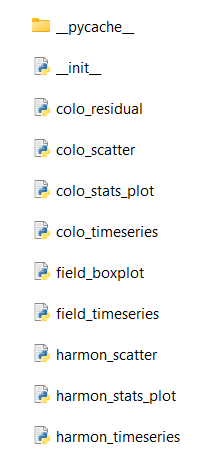 __pycache__
__init__
colo_residual
colo_scatter
colo_stats_plot
colo_timeseries
field_boxplot
field_timeseries
harmon_scatter
harmon_stats_plot
harmon_timeseries